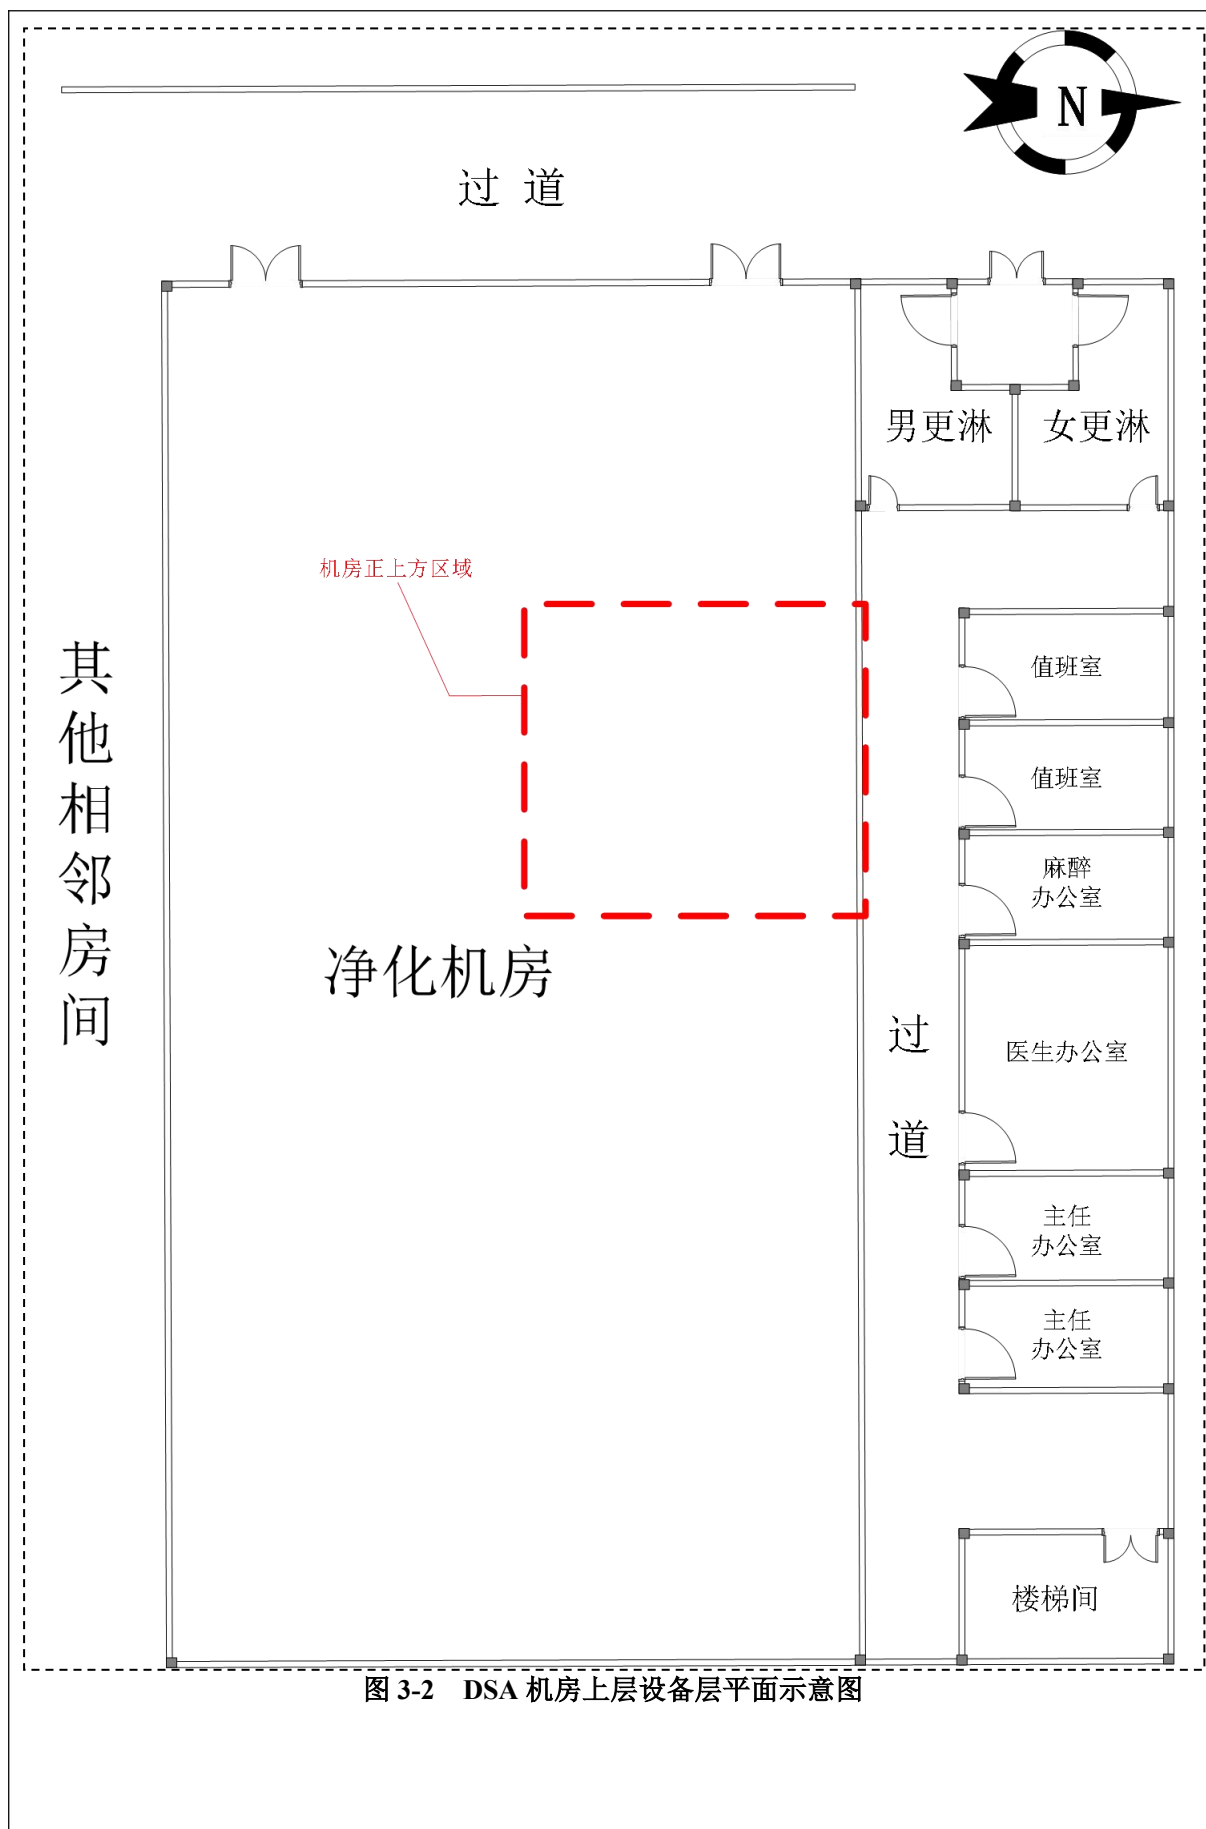 N
过 道
男更淋
女更淋
机房正上方区域
其他相邻房间
值班室
值班室
麻醉
办公室
净化机房
过道
医生办公室
主任
办公室
主任
办公室
楼梯间
图 3-2 DSA 机房上层设备层平面示意图